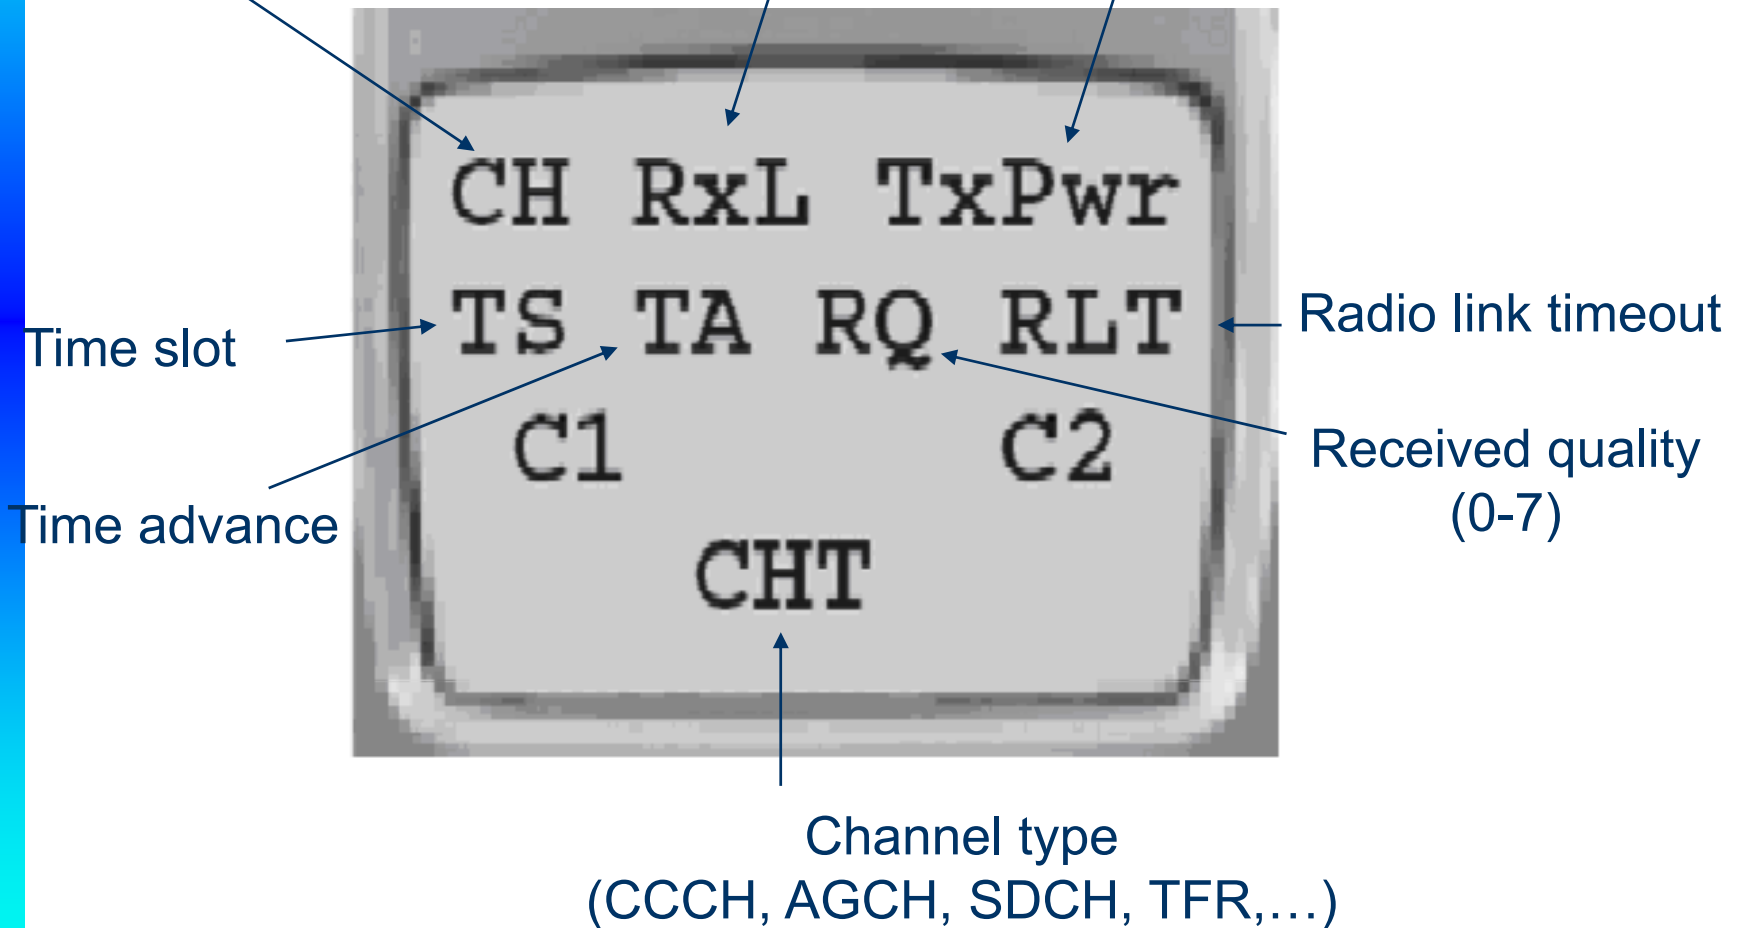 CH RxL TxPwr
TS TA RQ RLT
C1 C2
CHT
Time slot
Time advance
Radio link timeout
Received quality
(0-7)
Channel type
(CCCH, AGCH, SDCH, TFR,...)